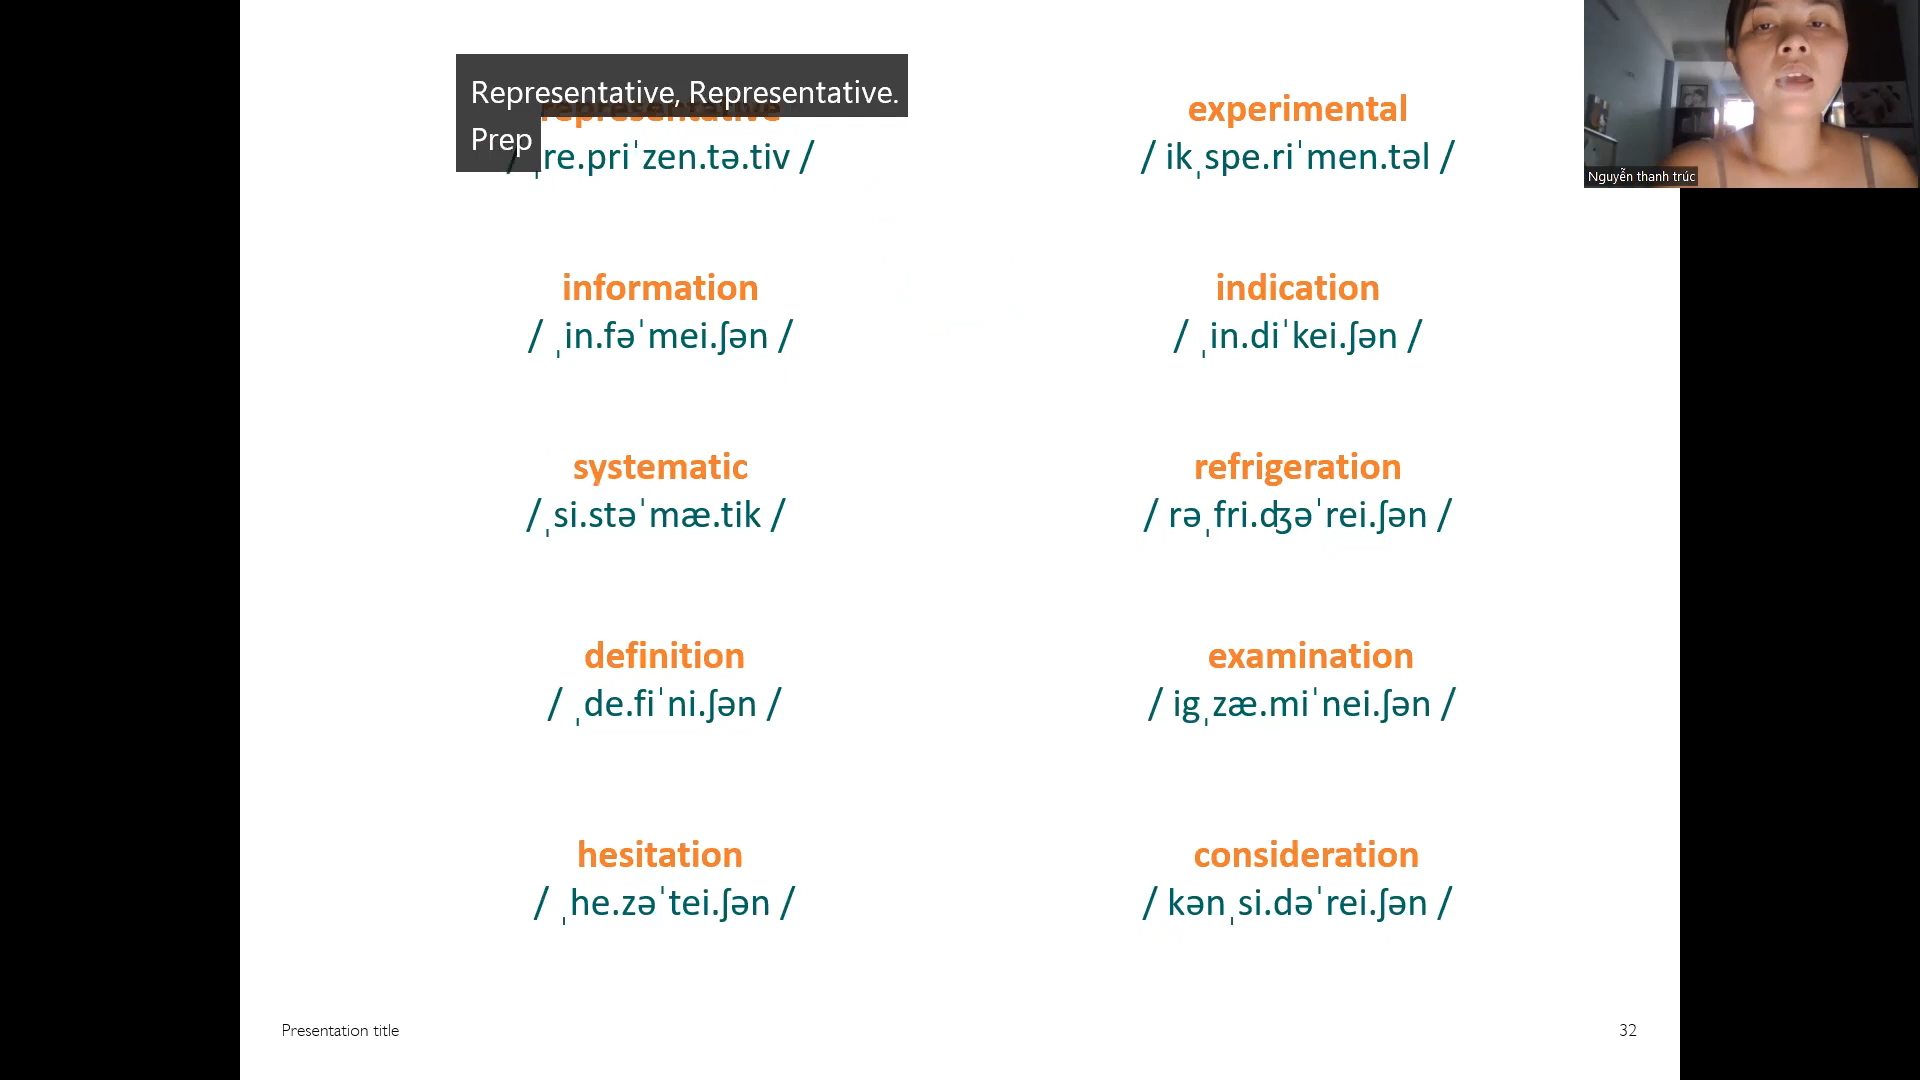 Representative, Representative.
Prep
representative
/ ˌre.priˈzen.tə.tiv /
experimental
/ ikˌspe.riˈmen.təl /
Nguyễn thanh trúc
information
/ ˌin.fəˈmei.ʃən /
indication
/ ˌin.diˈkei.ʃən /
systematic
/ˌsi.stəˈmæ.tik /
refrigeration
/ rəˌfri.ʤəˈrei.ʃən /
definition
/ ˌde.fiˈni.ʃən /
examination
/ igˌzæ.miˈnei.ʃən /
hesitation
/ ˌhe.zəˈtei.ʃən /
consideration
/ kənˌsi.dəˈrei.ʃən /
Presentation title
32